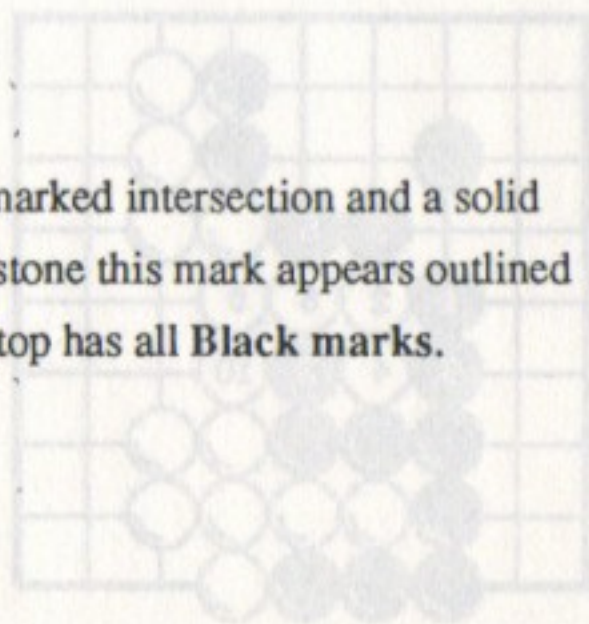 marked intersection and a solid
stone this mark appears outlined
top has all Black marks.